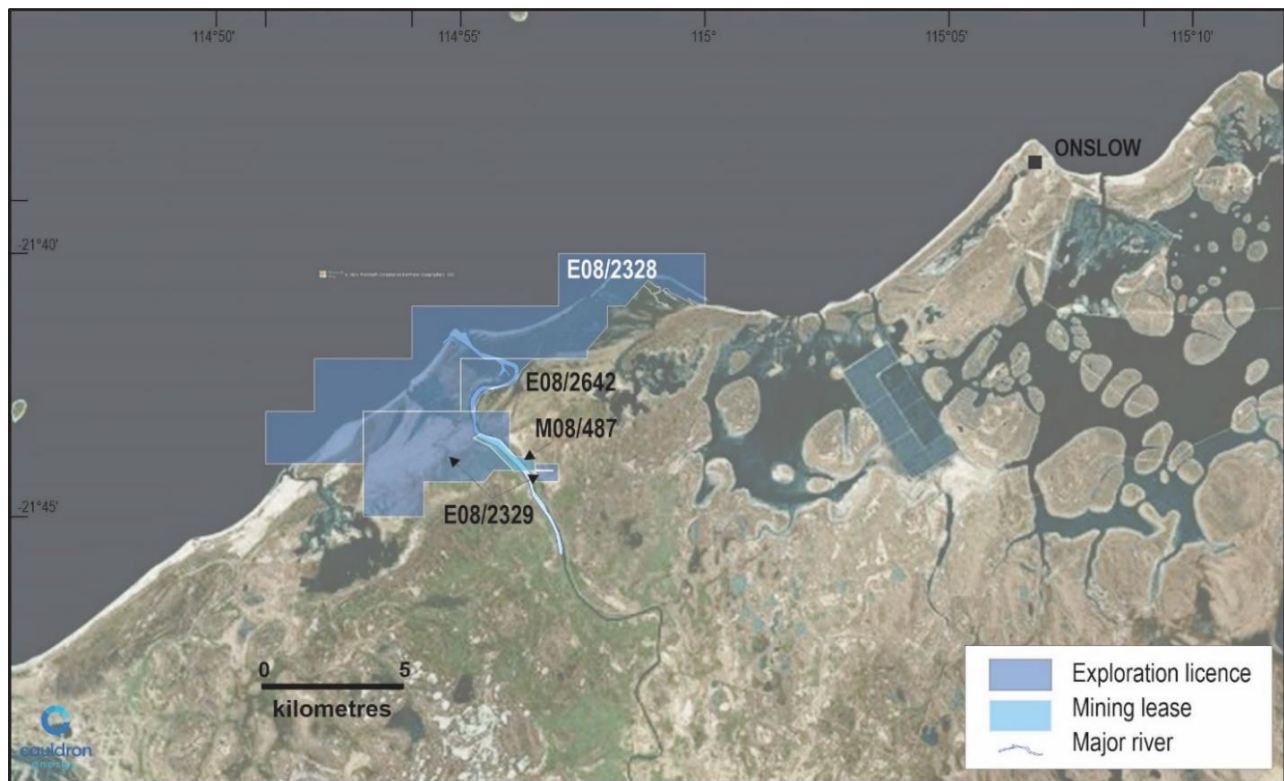 114°50'
114°55'
115°
115°05'
115°10'
ONSLOW
-21°40'
E08/2328
E08/2642
M08/487
-21°45'
E08/2329
0 5
kilometres
Exploration licence
Mining lease
Major river
cauldron
energy